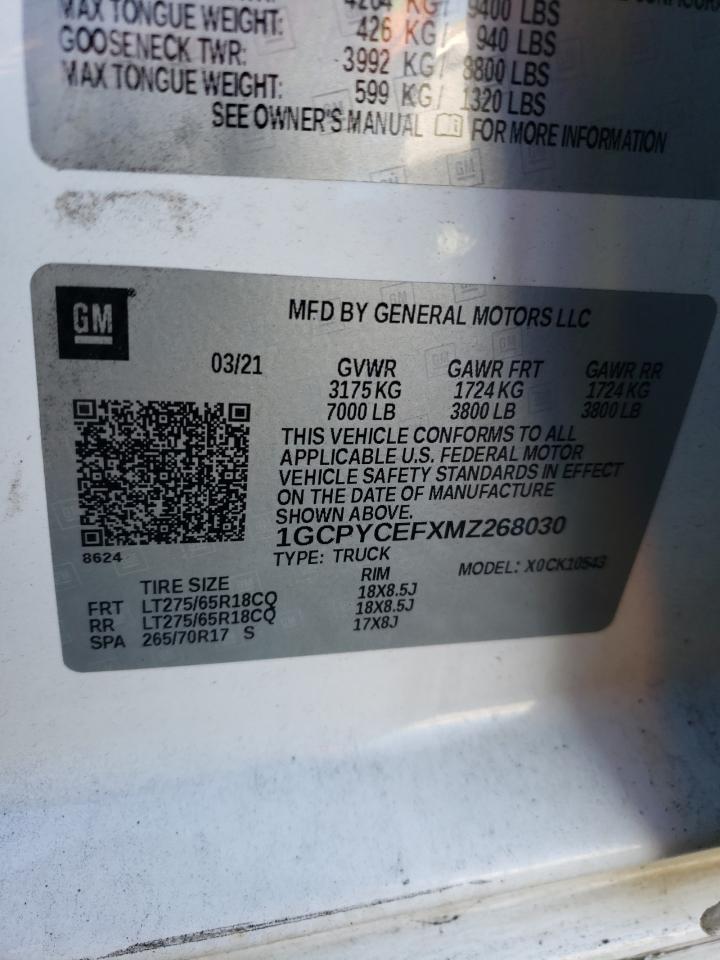 MAX TONGUE WEIGHT: 426 KG/ 940 LBS
GOOSENECK TWR: 3992 KG/ 8800 LBS
MAX TONGUE WEIGHT: 599 KG/ 1320 LBS
SEE OWNER'S MANUAL FOR MORE INFORMATION
GM
MFD BY GENERAL MOTORS LLC
03/21 GVWR GAWR FRT GAWR RR
3175 KG 1724 KG 1724 KG
7000 LB 3800 LB 3800 LB
THIS VEHICLE CONFORMS TO ALL
APPLICABLE U.S. FEDERAL MOTOR
VEHICLE SAFETY STANDARDS IN EFFECT
ON THE DATE OF MANUFACTURE
SHOWN ABOVE.
1GCPYCEFXMZ268030
8624 TYPE: TRUCK MODEL: X0CK10543
TIRE SIZE RIM
FRT LT275/65R18CQ 18X8.5J
RR LT275/65R18CQ 18X8.5J
SPA 265/70R17 S 17X8J